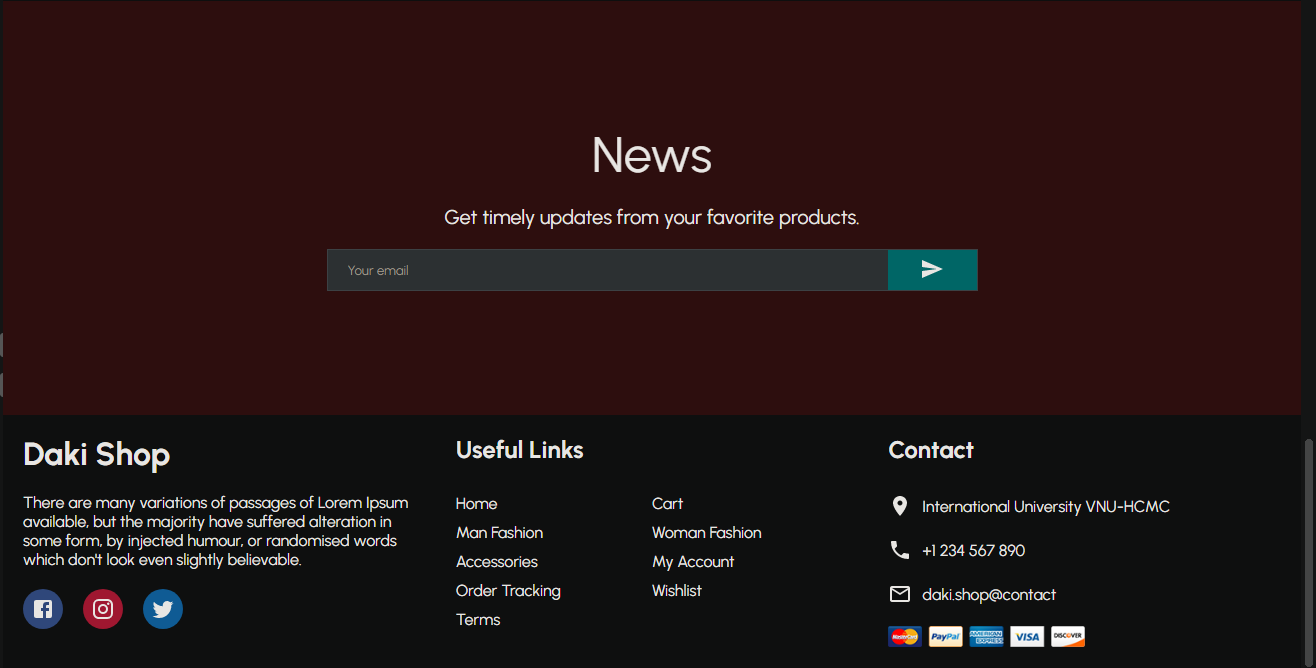 News
Get timely updates from your favorite products.
Your email
Daki Shop
There are many variations of passages of Lorem Ipsum
available, but the majority have suffered alteration in
some form, by injected humour, or randomised words
which don't look even slightly believable.
Useful Links
Home
Cart
Man Fashion
Woman Fashion
Accessories
My Account
Order Tracking
Wishlist
Terms
Contact
International University VNU-HCMC
+1 234 567 890
daki.shop@contact
MasterCard
PayPal
AMERICAN EXPRESS
VISA
DISCOVER